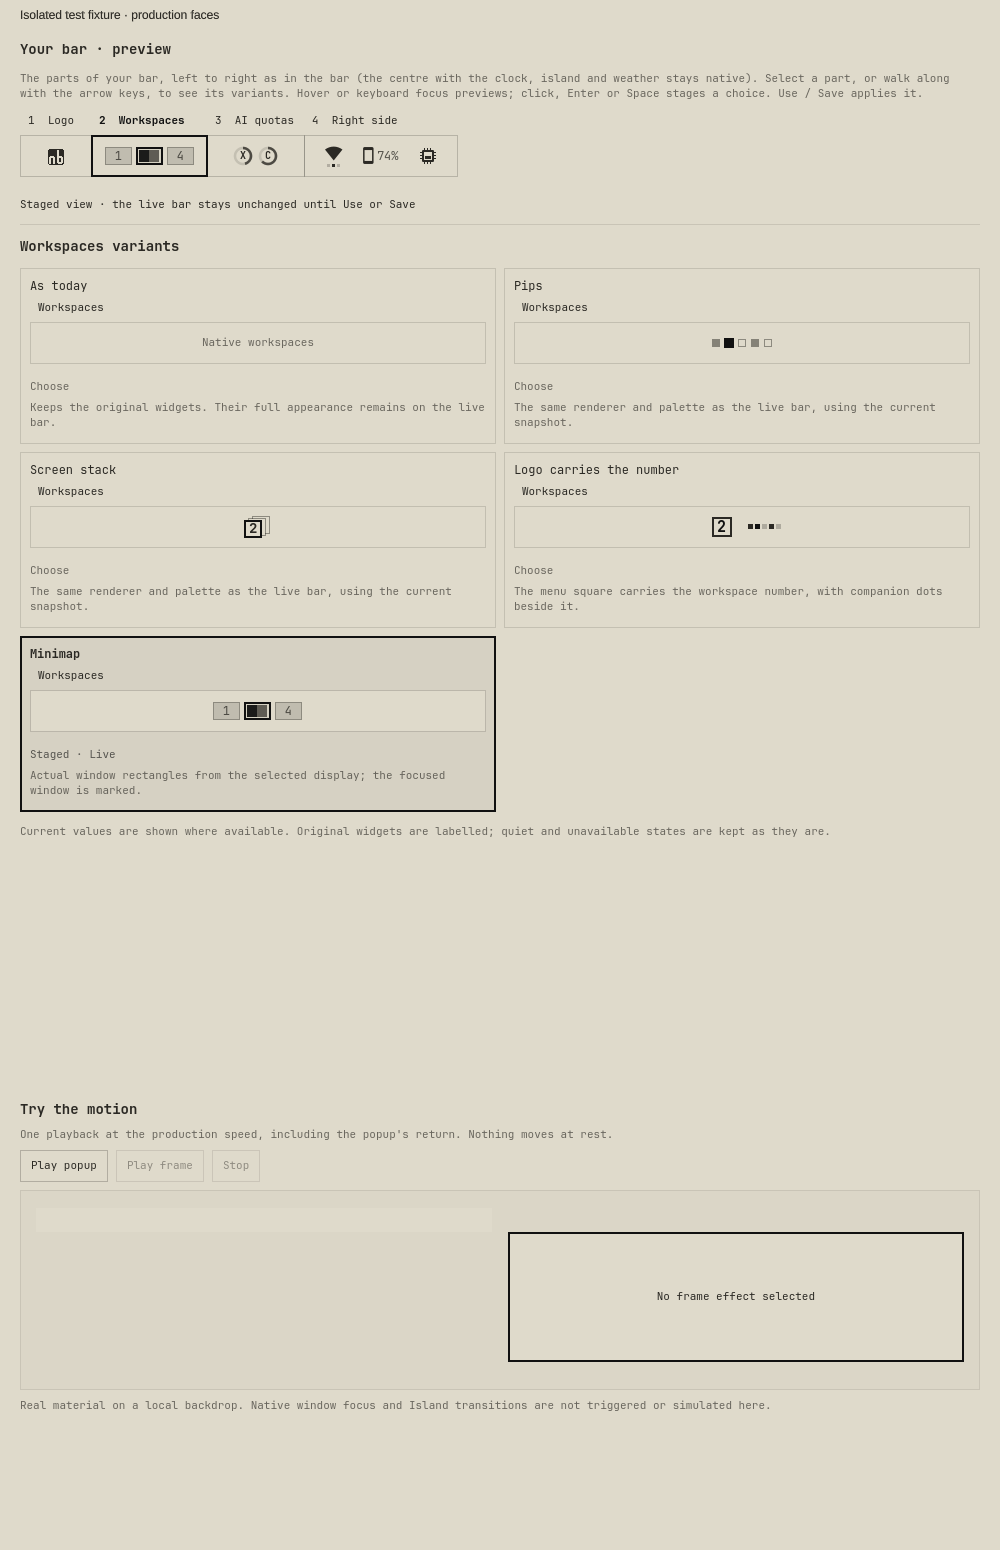 Isolated test fixture · production faces
Your bar · preview
The parts of your bar, left to right as in the bar (the centre with the clock, island and weather stays native). Select a part, or walk along
with the arrow keys, to see its variants. Hover or keyboard focus previews; click, Enter or Space stages a choice. Use / Save applies it.
1 Logo 2 Workspaces 3 AI quotas 4 Right side
1 4 X C 74%
Staged view · the live bar stays unchanged until Use or Save
Workspaces variants
As today
Workspaces
Native workspaces
Choose
Keeps the original widgets. Their full appearance remains on the live
bar.
Pips
Workspaces
Choose
The same renderer and palette as the live bar, using the current
snapshot.
Screen stack
Workspaces
2
Choose
The same renderer and palette as the live bar, using the current
snapshot.
Logo carries the number
Workspaces
2
Choose
The menu square carries the workspace number, with companion dots
beside it.
Minimap
Workspaces
1 4
Staged · Live
Actual window rectangles from the selected display; the focused
window is marked.
Current values are shown where available. Original widgets are labelled; quiet and unavailable states are kept as they are.
Try the motion
One playback at the production speed, including the popup's return. Nothing moves at rest.
Play popup Play frame Stop
No frame effect selected
Real material on a local backdrop. Native window focus and Island transitions are not triggered or simulated here.